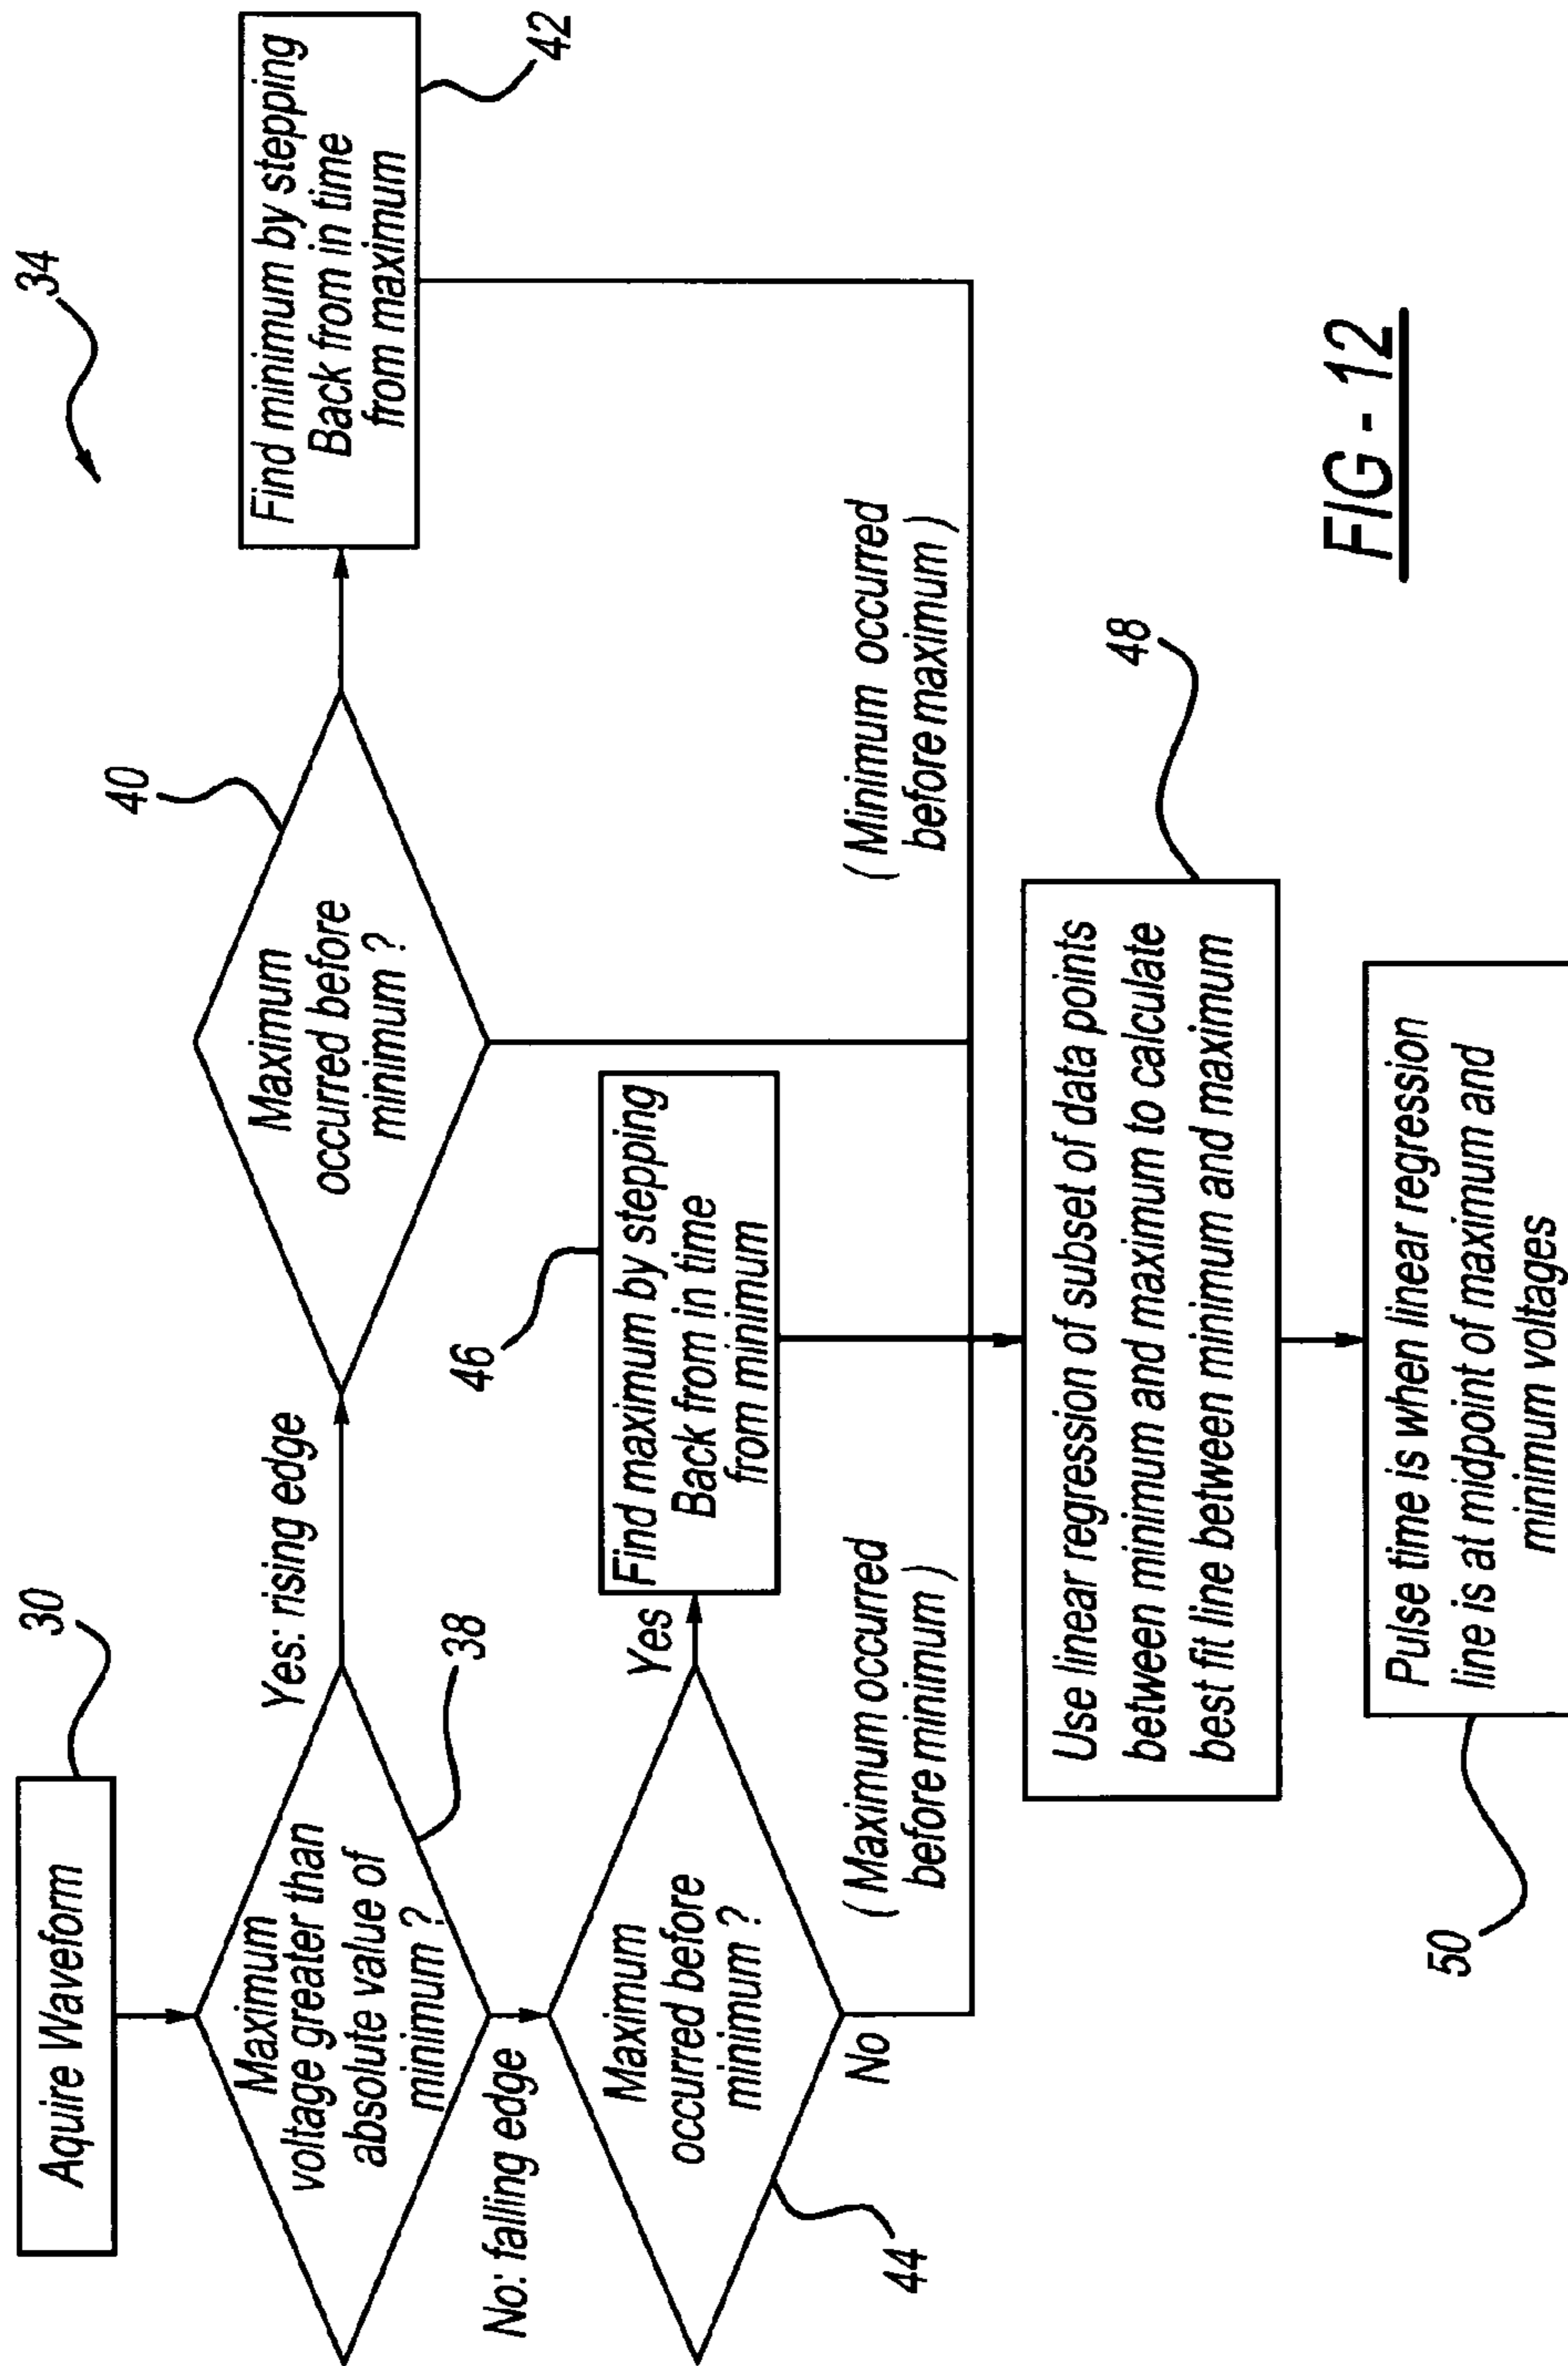 34
Aquire Waveform
30
Maximum
voltage greater than
absolute value of
minimum ?
38
Yes: rising edge
Maximum
occurred before
minimum ?
40
Find minimum by stepping
Back from in time
from maximum
42
No: falling edge
Maximum
occurred before
minimum ?
44
Yes
Find maximum by stepping
Back from in time
from minimum
46
No
( Maximum occurred
before minimum )
( Minimum occurred
before maximum )
Use linear regression of subset of data points
between minimum and maximum to calculate
best fit line between minimum and maximum
48
Pulse time is when linear regression
line is at midpoint of maximum and
minimum voltages
50
FIG - 12